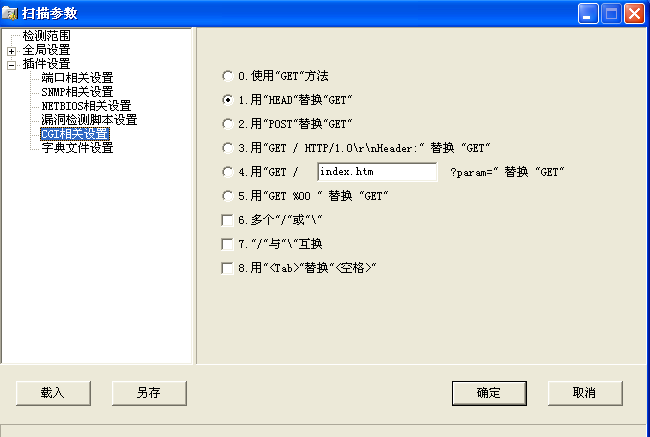 扫描参数
检测范围
全局设置
插件设置
端口相关设置
SNMP相关设置
NETBIOS相关设置
漏洞检测脚本设置
CGI相关设置
字典文件设置
0.使用"GET"方法
1.用"HEAD"替换"GET"
2.用"POST"替换"GET"
3.用"GET / HTTP/1.0\r\nHeader:" 替换 "GET"
4.用"GET / index.htm ?param=" 替换 "GET"
5.用"GET %00 " 替换 "GET"
6.多个"/"或"\"
7."/"与"\"互换
8.用"<Tab>"替换"<空格>"
载入 另存 确定 取消